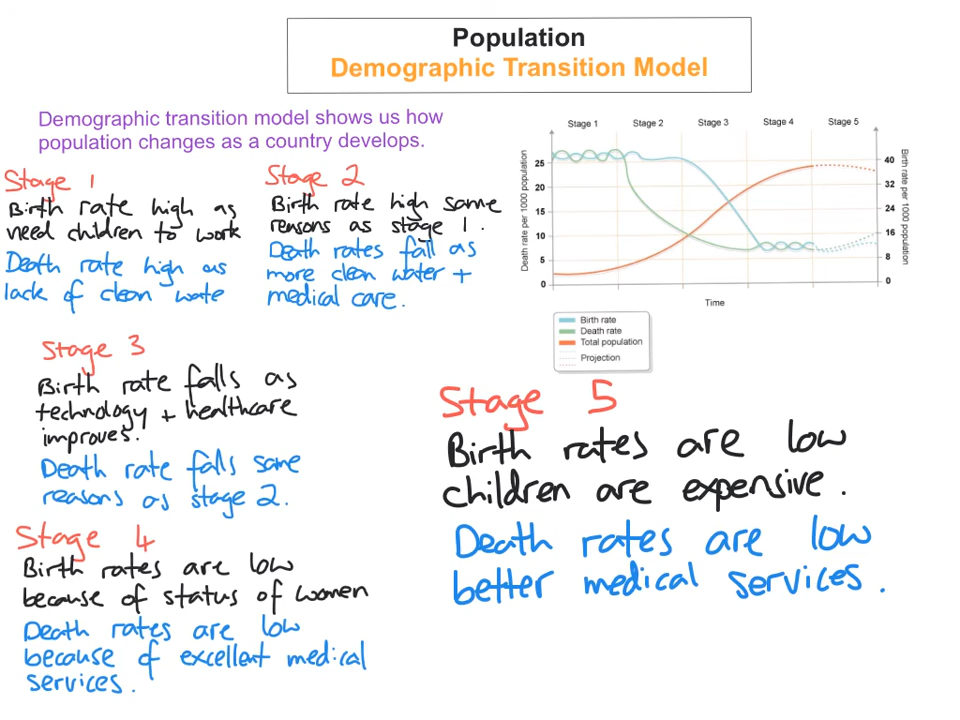 Population
Demographic Transition Model
Demographic transition model shows us how
population changes as a country develops.
Stage 1
Birth rate high as
need children to work
Death rate high as
lack of clean wate
Stage 2
Birth rate high same
reasons as stage 1.
Death rates fall as
more clean water +
medical care.
Stage 1 Stage 2 Stage 3 Stage 4 Stage 5
Death rate per 1000 population
25
20
15
10
5
0
Birth rate per 1000 population
40
32
24
16
8
0
Time
Birth rate
Death rate
Total population
Projection
Stage 3
Birth rate falls as
technology + healthcare
improves.
Death rate falls same
reasons as stage 2.
Stage 4
Birth rates are low
because of status of women
Death rates are low
because of excellent medical
services.
Stage 5
Birth rates are low
children are expensive.
Death rates are low
better medical services.